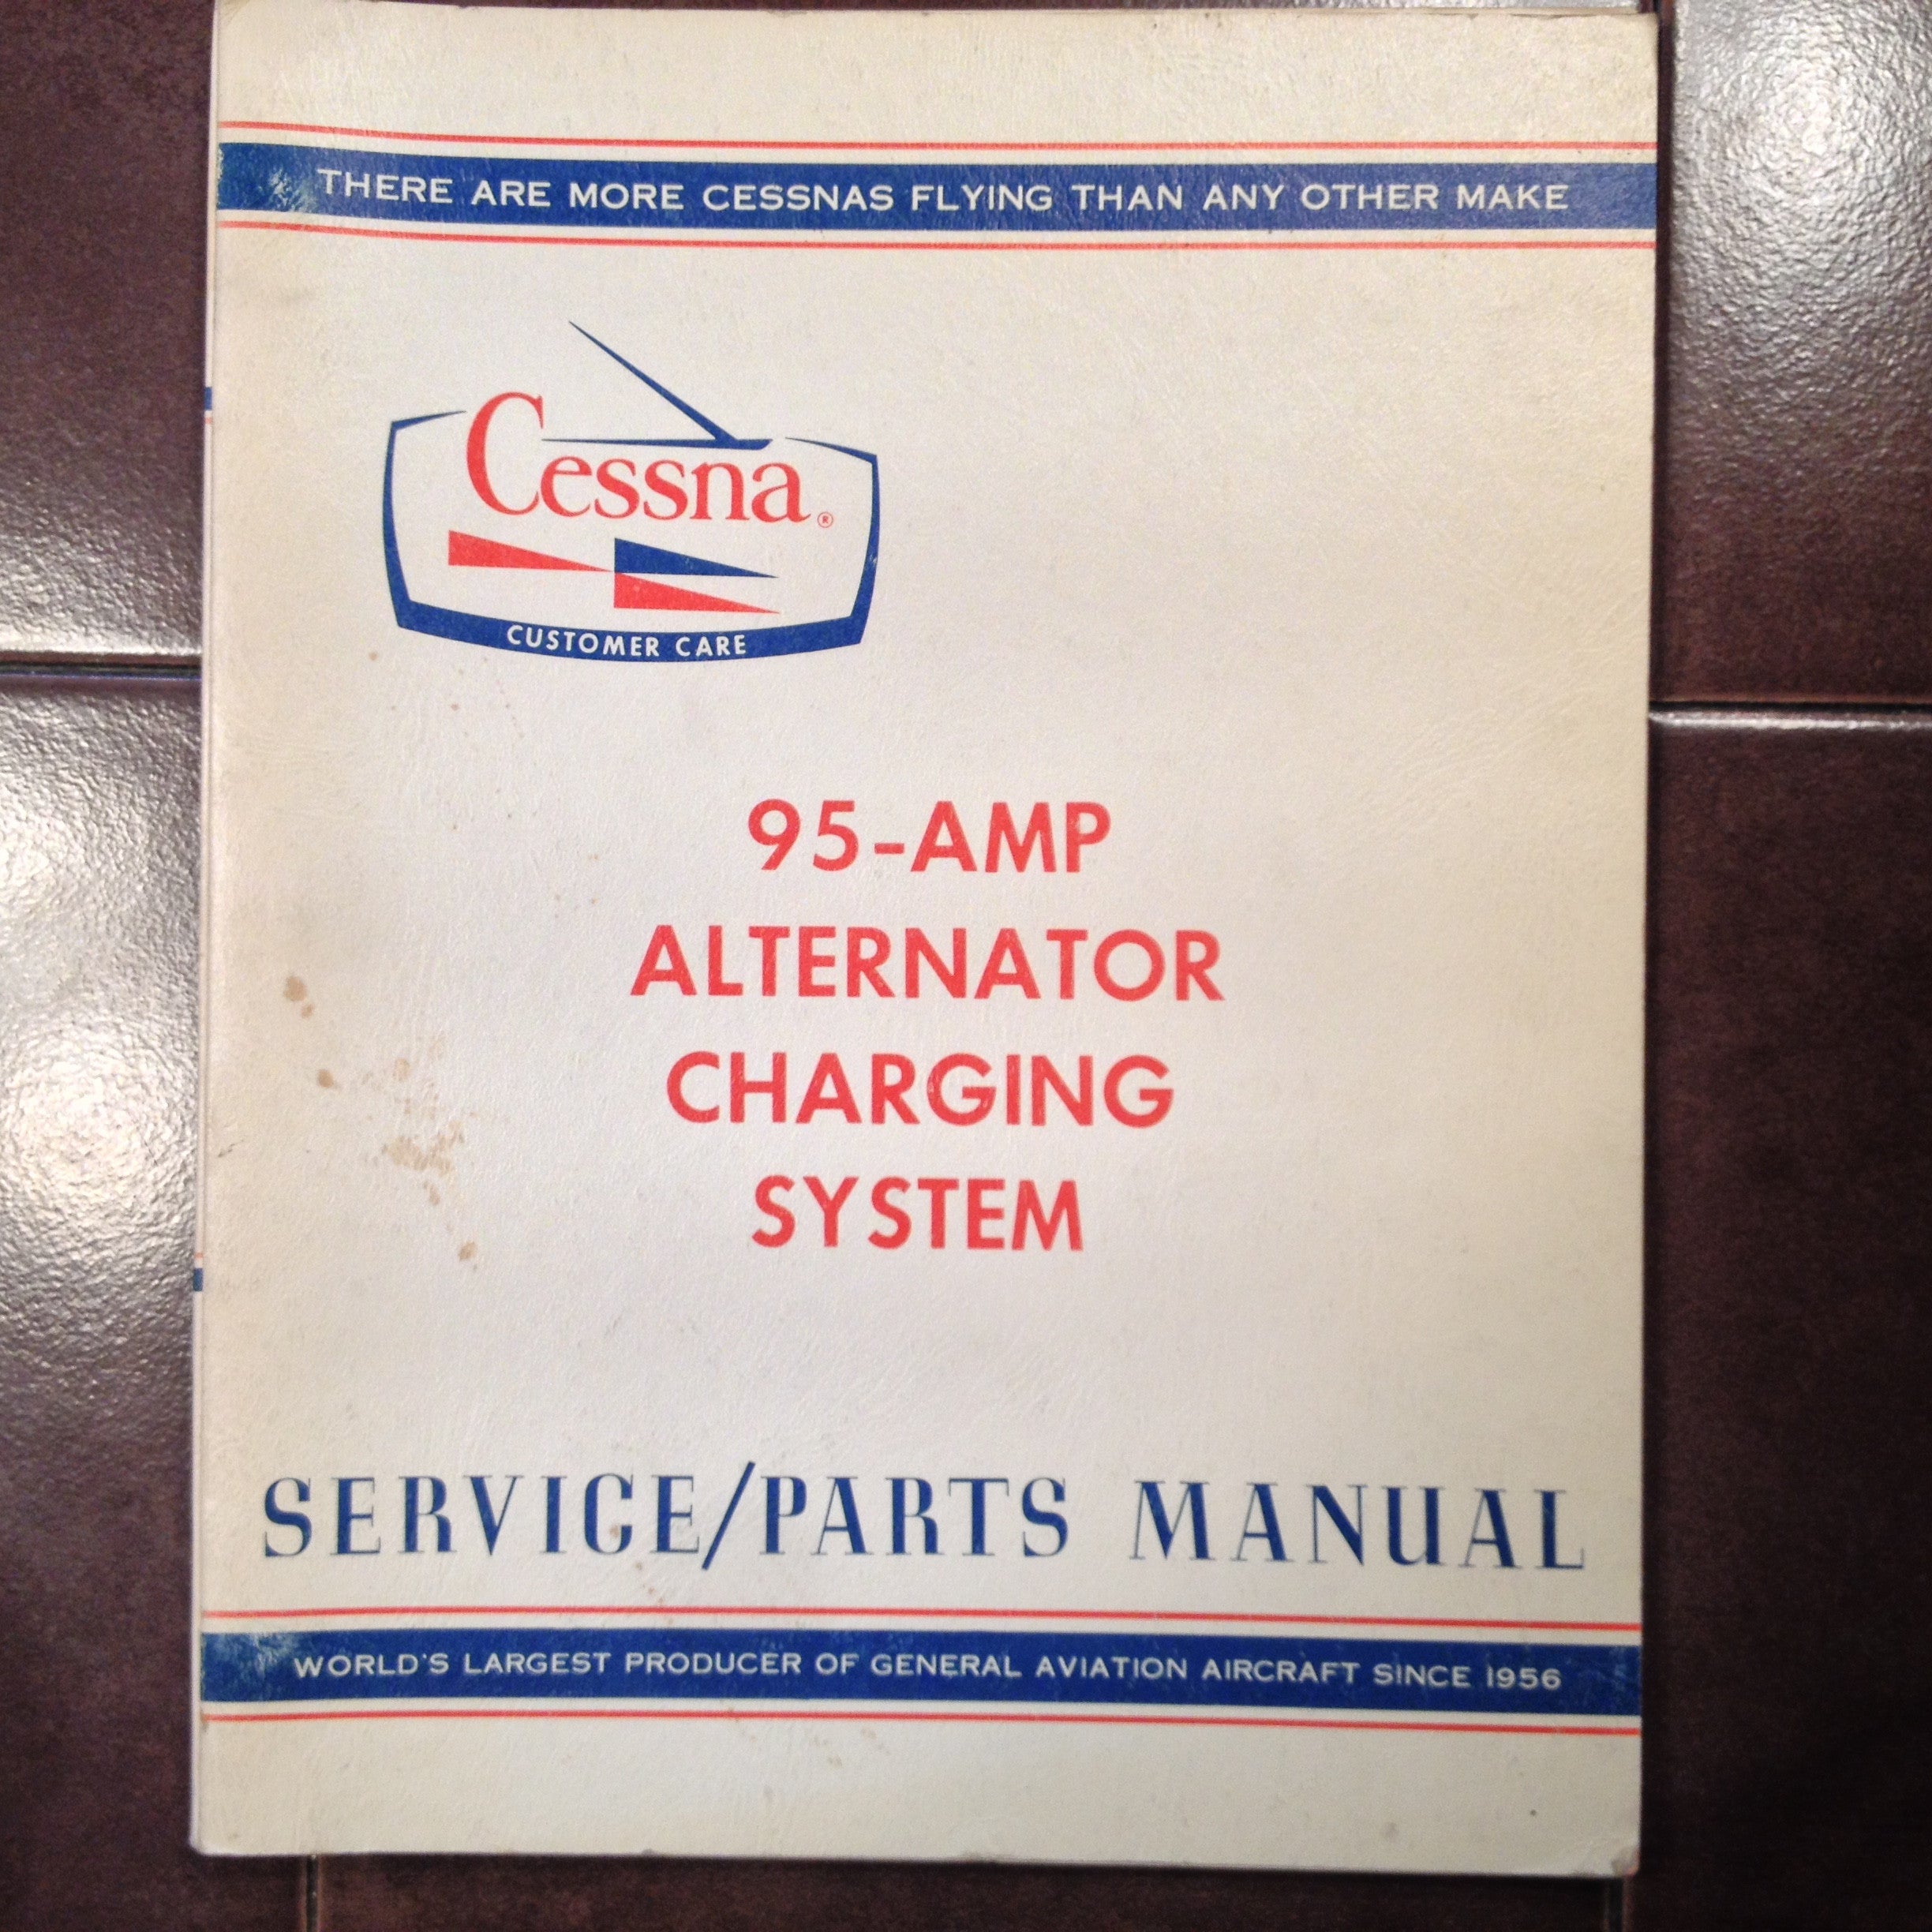 THERE ARE MORE CESSNAS FLYING THAN ANY OTHER MAKE
Cessna®
CUSTOMER CARE
95-AMP
ALTERNATOR
CHARGING
SYSTEM
SERVICE/PARTS MANUAL
WORLD'S LARGEST PRODUCER OF GENERAL AVIATION AIRCRAFT SINCE 1956